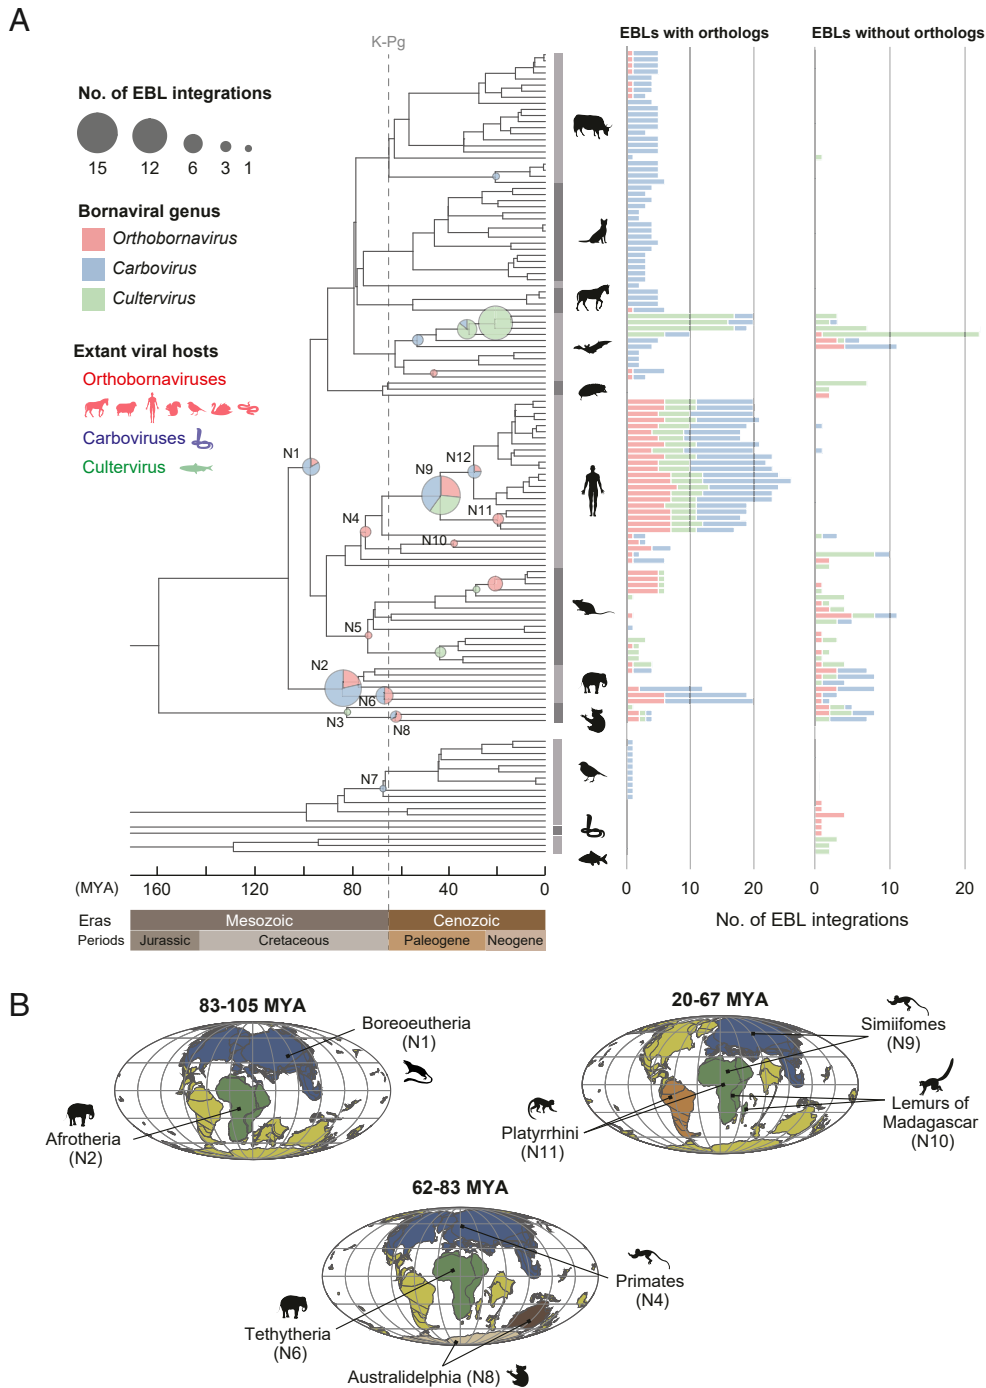 A
K-Pg
EBLs with orthologs
EBLs without orthologs
No. of EBL integrations
15 12 6 3 1
Bornaviral genus
Orthobornavirus
Carbovirus
Cultervirus
Extant viral hosts
Orthobornaviruses
Carboviruses
Cultervirus
N1
N12
N9
N11
N4
N10
N5
N2
N6
N3
N8
N7
(MYA) 160 120 80 40 0
0 10 20
0 10 20
No. of EBL integrations
Eras Mesozoic Cenozoic
Periods Jurassic Cretaceous Paleogene Neogene
B
83-105 MYA
Boreoeutheria
(N1)
Afrotheria
(N2)
20-67 MYA
Simiifomes
(N9)
Lemurs of
Madagascar
(N10)
Platyrrhini
(N11)
62-83 MYA
Primates
(N4)
Tethytheria
(N6)
Australidelphia (N8)